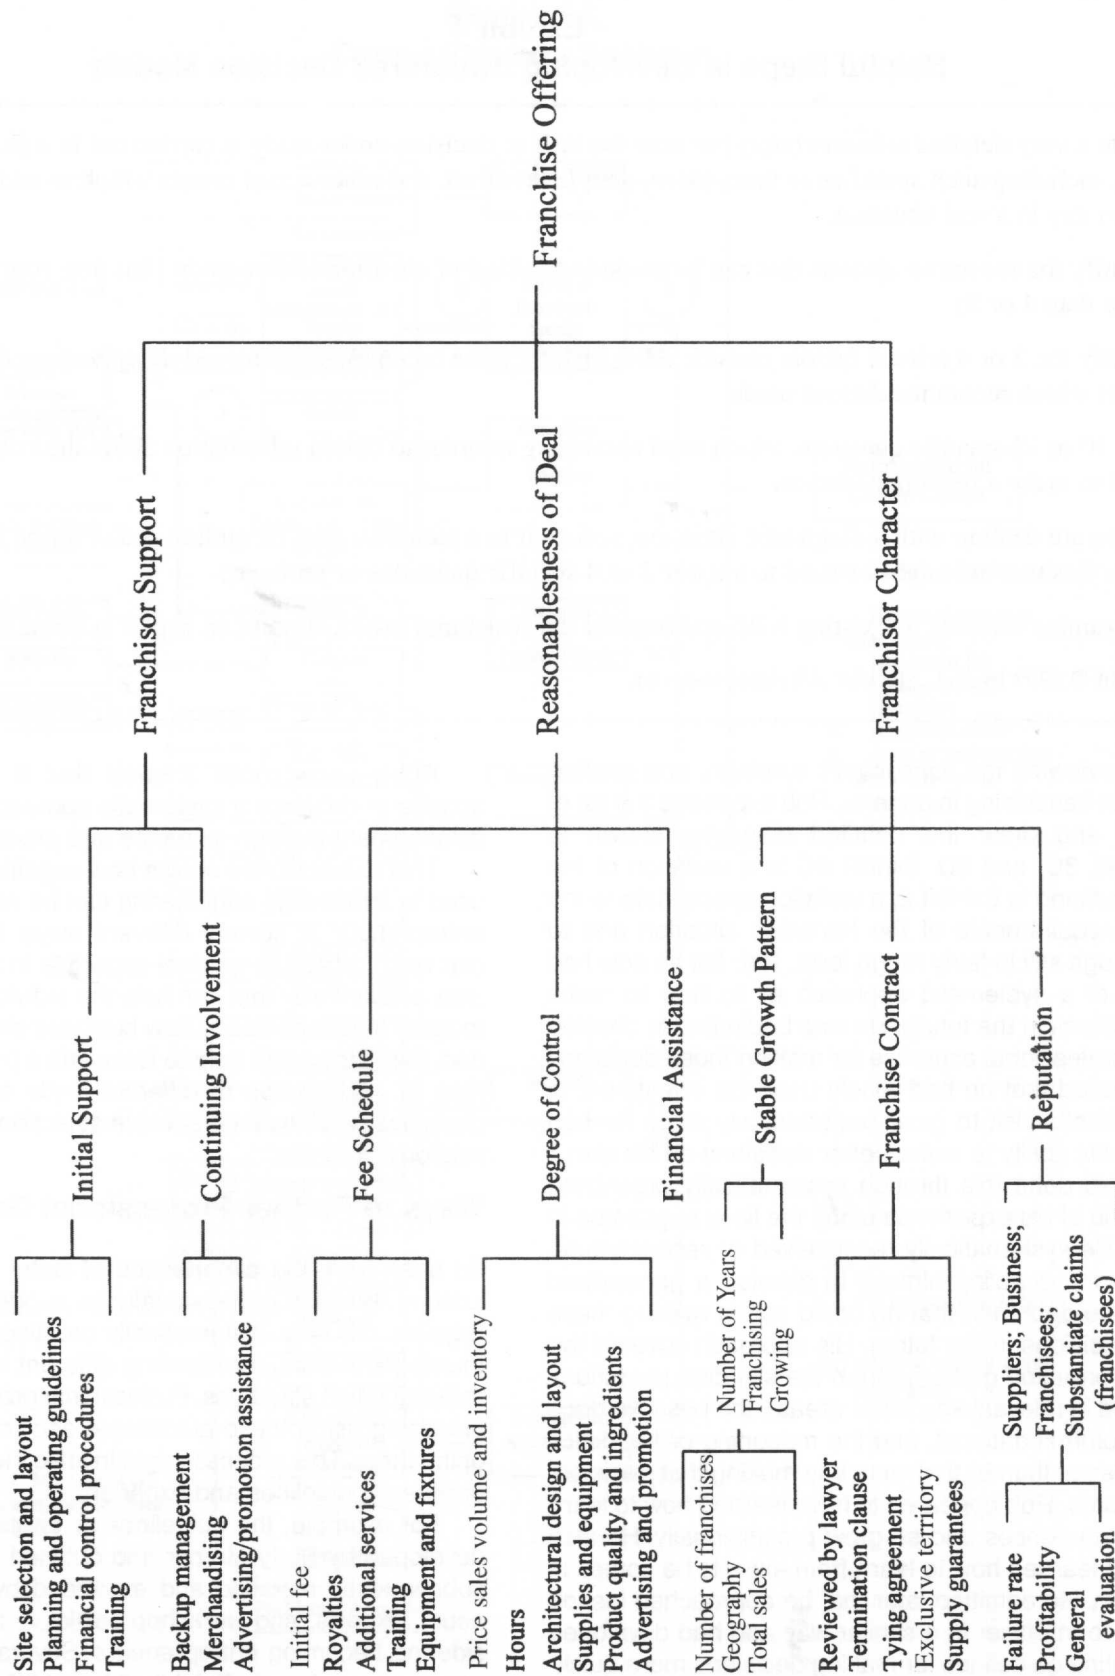 Franchise Offering
Franchisor Support
Reasonablesness of Deal
Franchisor Character
Initial Support
Continuing Involvement
Fee Schedule
Degree of Control
Financial Assistance
Stable Growth Pattern
Franchise Contract
Reputation
Site selection and layout
Planing and operating guidelines
Financial control procedures
Training
Backup management
Merchandising
Advertising/promotion assistance
Initial fee
Royalties
Additional services
Training
Equipment and fixtures
Price sales volume and inventory
Hours
Architectural design and layout
Supplies and equipment
Product quality and ingredients
Advertising and promotion
Number of Years
Franchising
Growing
Number of franchises
Geography
Total sales
Reviewed by lawyer
Termination clause
Tyivg agreement
Exclusive territory
Supply guarantees
Suppliers; Business;
Franchisees;
Substantiate claims
(franchisees)
Failure rate
Profitability
General
evaluation